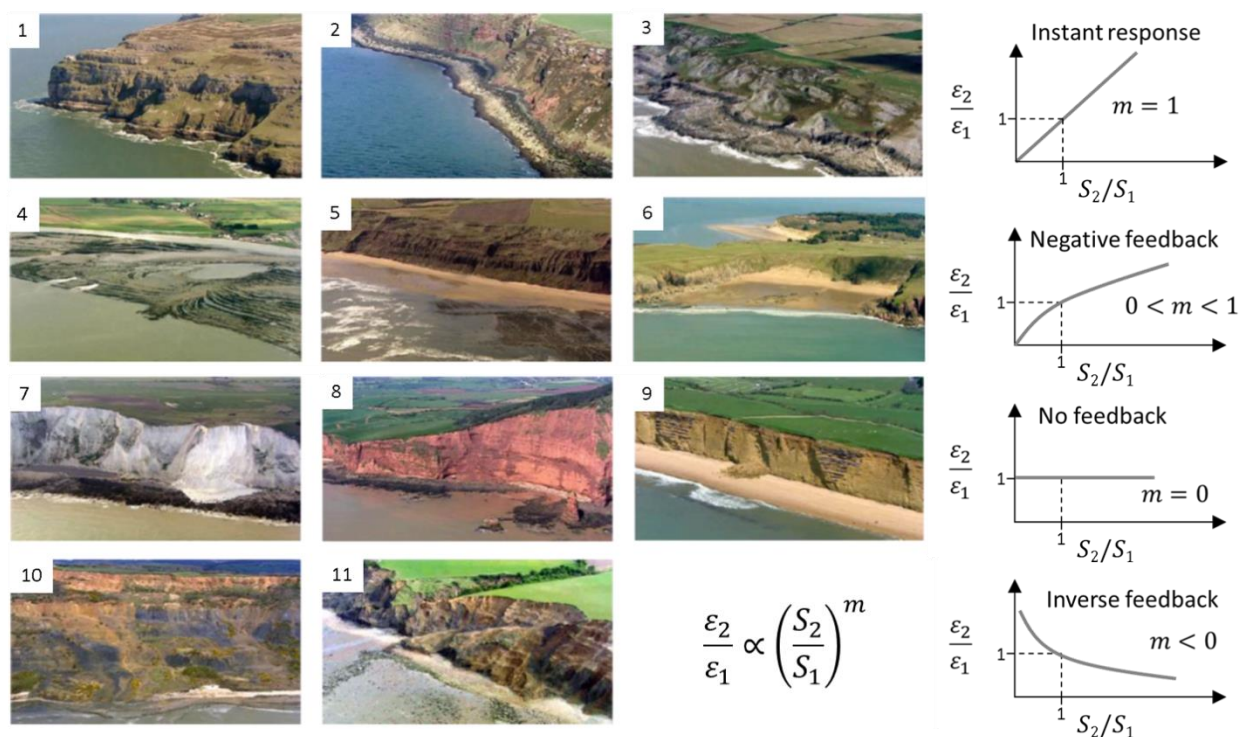 1
2
3
Instant response
ε₂/ε₁
m = 1
1
1
S₂/S₁
4
5
6
Negative feedback
ε₂/ε₁
0 < m < 1
1
1
S₂/S₁
7
8
9
No feedback
ε₂/ε₁
m = 0
1
1
S₂/S₁
10
11
ε₂/ε₁ ∝ (S₂/S₁)ᵐ
Inverse feedback
ε₂/ε₁
m < 0
1
1
S₂/S₁